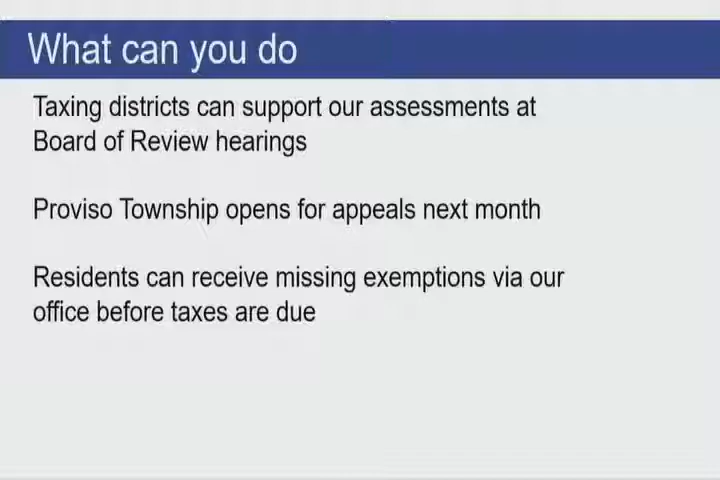 What can you do
Taxing districts can support our assessments at
Board of Review hearings
Proviso Township opens for appeals next month
Residents can receive missing exemptions via our
office before taxes are due